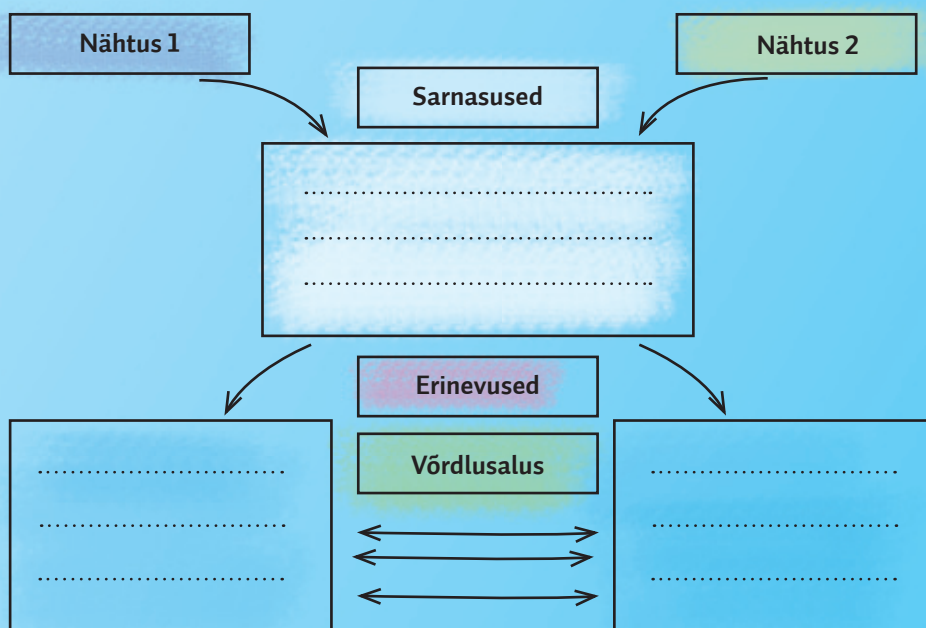 Nähtus 1
Nähtus 2
Sarnasused
Erinevused
Võrdlusalus